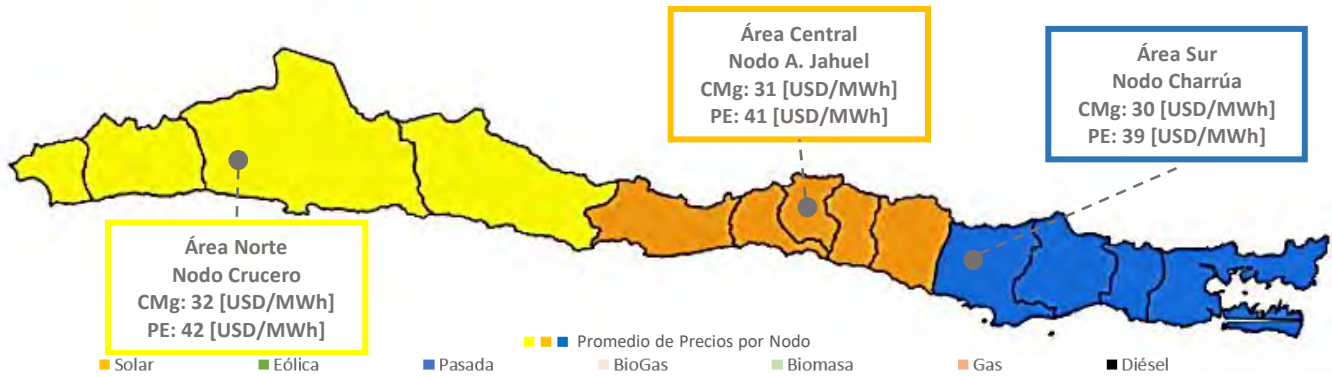 Área Central
Nodo A. Jahuel
CMg: 31 [USD/MWh]
PE: 41 [USD/MWh]
Área Sur
Nodo Charrúa
CMg: 30 [USD/MWh]
PE: 39 [USD/MWh]
Área Norte
Nodo Crucero
CMg: 32 [USD/MWh]
PE: 42 [USD/MWh]
Promedio de Precios por Nodo
Solar Eólica Pasada BioGas Biomasa Gas Diésel